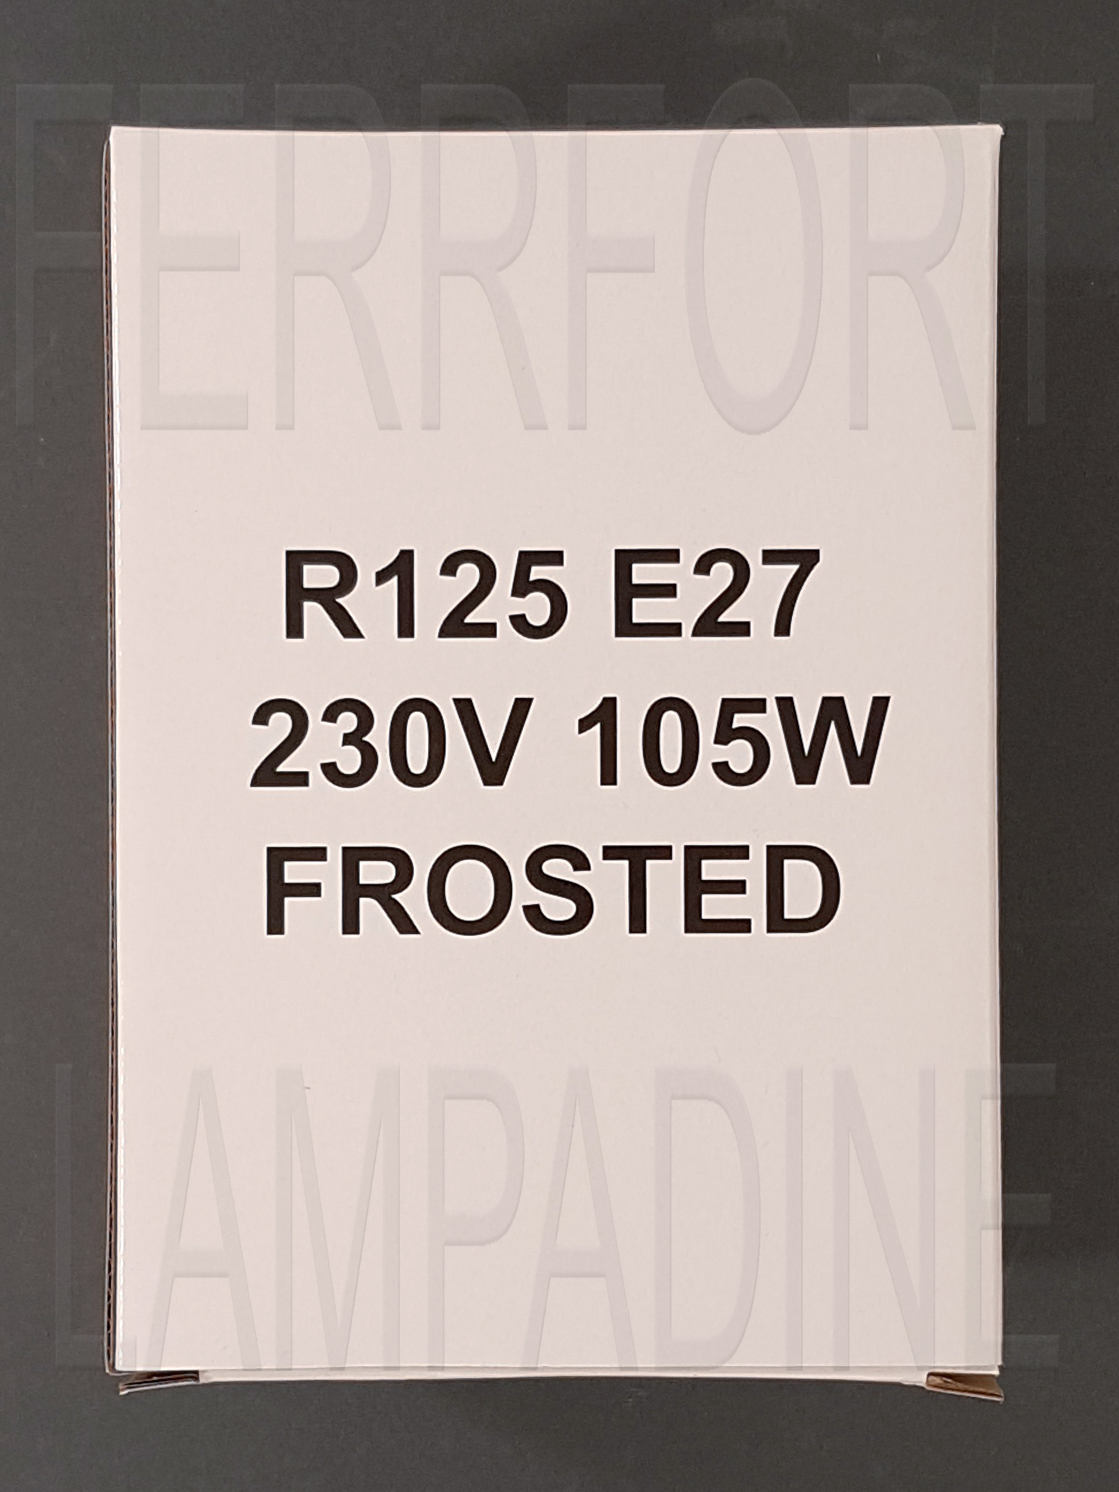 FERRFORT
R125 E27
230V 105W
FROSTED
LAMPADINE